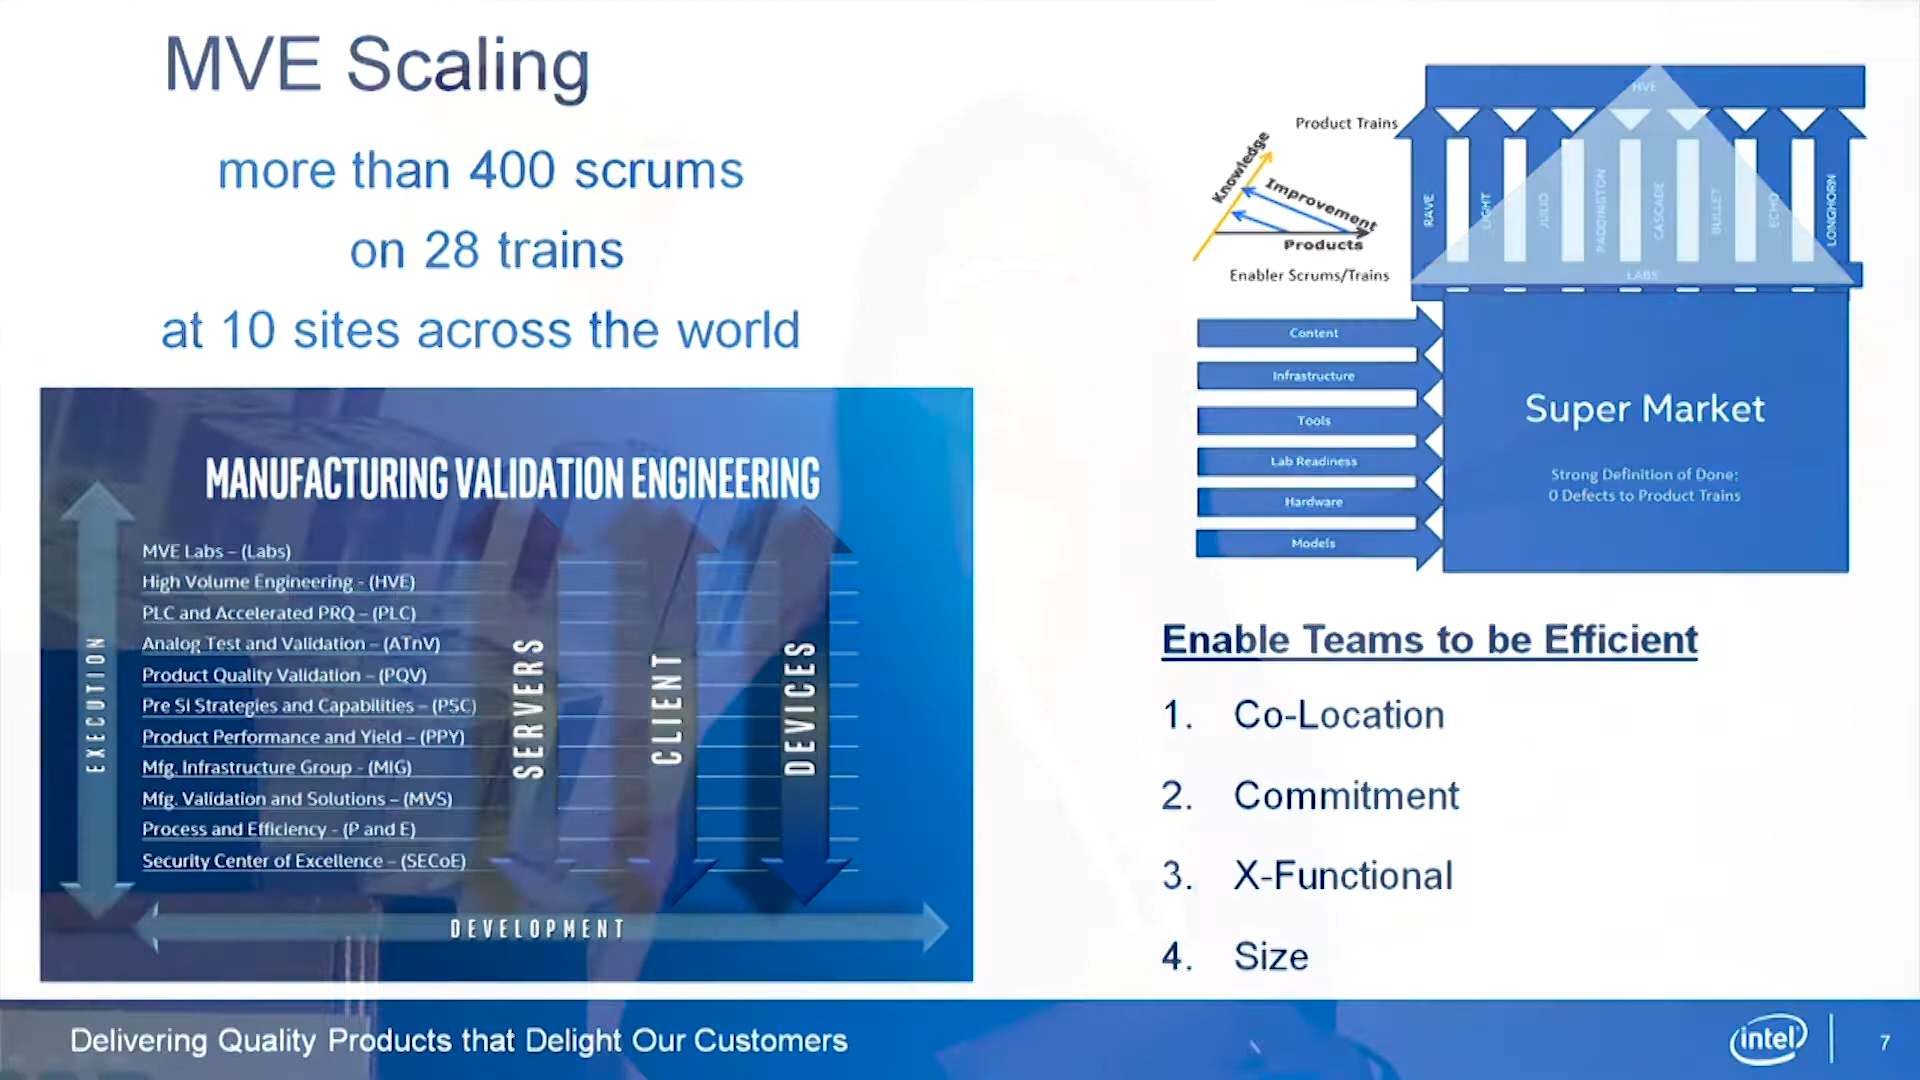 MVE Scaling
more than 400 scrums
on 28 trains
at 10 sites across the world
MANUFACTURING VALIDATION ENGINEERING
EXECUTION
MVE Labs – (Labs)
High Volume Engineering - (HVE)
PLC and Accelerated PRQ – (PLC)
Analog Test and Validation – (ATnV)
Product Quality Validation – (PQV)
Pre Si Strategies and Capabilities – (PSC)
Product Performance and Yield – (PPY)
Mfg. Infrastructure Group - (MIG)
Mfg. Validation and Solutions – (MVS)
Process and Efficiency - (P and E)
Security Center of Excellence – (SECoE)
SERVERS
CLIENT
DEVICES
DEVELOPMENT
Product Trains
Knowledge
Improvement
Products
Enabler Scrums/Trains
HVE
RAVE
JULIO
PADDINGTON
CASCADE
BULLET
ECHO
LONGHORN
LABS
Content
Infrastructure
Tools
Lab Readiness
Hardware
Models
Super Market
Strong Definition of Done:
0 Defects to Product Trains
Enable Teams to be Efficient
1. Co-Location
2. Commitment
3. X-Functional
4. Size
Delivering Quality Products that Delight Our Customers
intel
7